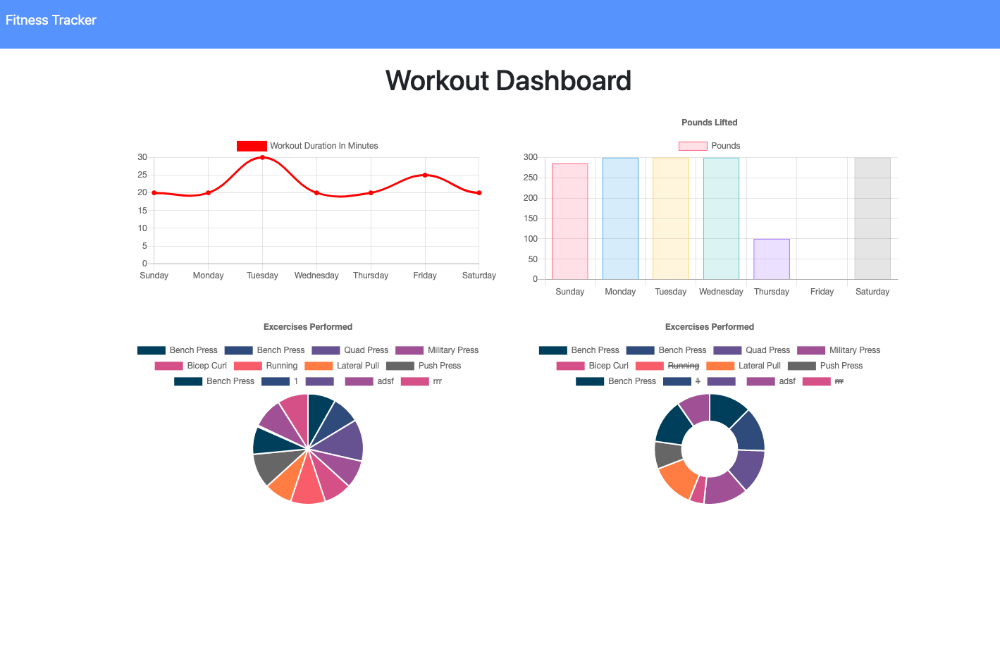 Fitness Tracker
Workout Dashboard
Workout Duration In Minutes
30
25
20
15
10
5
0
Sunday Monday Tuesday Wednesday Thursday Friday Saturday
Pounds Lifted
Pounds
300
250
200
150
100
50
0
Sunday Monday Tuesday Wednesday Thursday Friday Saturday
Excercises Performed
Bench Press Bench Press Quad Press Military Press
Bicep Curl Running Lateral Pull Push Press
Bench Press 1 adsf rrr
Excercises Performed
Bench Press Bench Press Quad Press Military Press
Bicep Curl Running Lateral Pull Push Press
Bench Press 1 adsf rrr